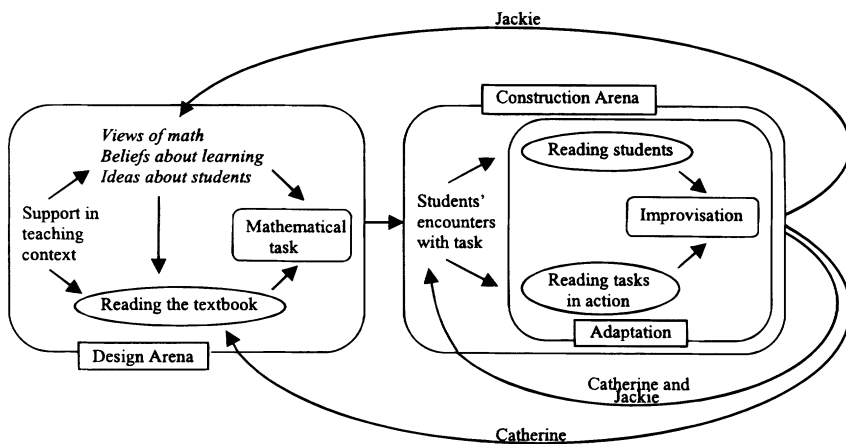 Jackie
Construction Arena
Views of math
Beliefs about learning
Ideas about students
Support in
teaching
context
Mathematical
task
Reading the textbook
Design Arena
Students'
encounters
with task
Reading students
Improvisation
Reading tasks
in action
Adaptation
Catherine and
Jackie
Catherine